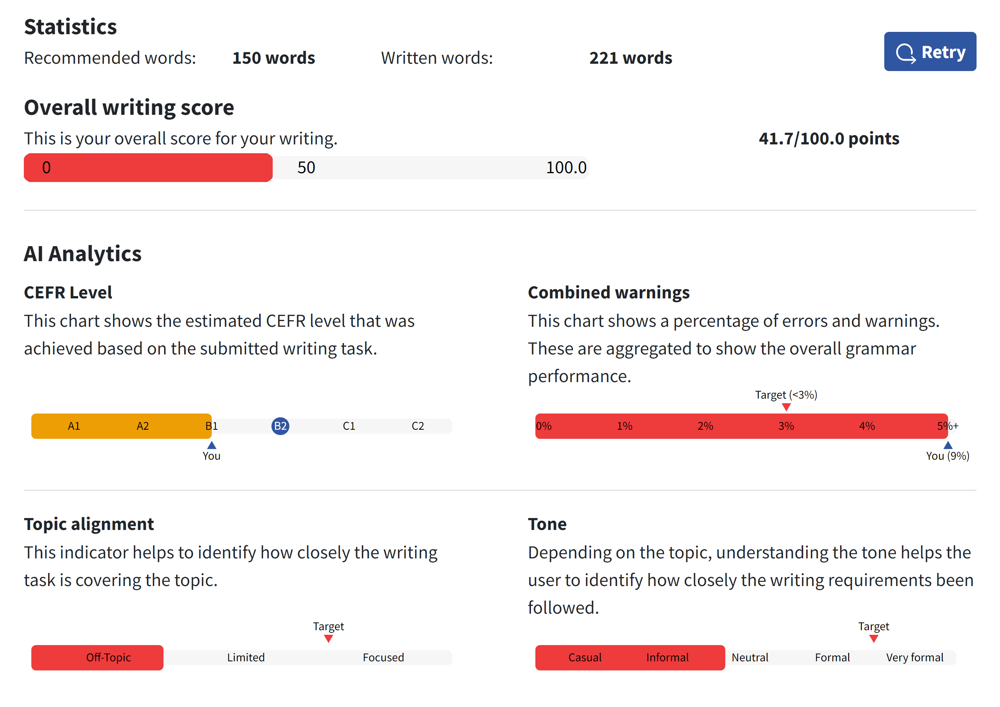 Statistics
Recommended words: 150 words Written words: 221 words
Retry
Overall writing score
This is your overall score for your writing. 41.7/100.0 points
0 50 100.0
AI Analytics
CEFR Level
This chart shows the estimated CEFR level that was
achieved based on the submitted writing task.
A1 A2 B1 B2 C1 C2
You
Combined warnings
This chart shows a percentage of errors and warnings.
These are aggregated to show the overall grammar
performance.
Target (<3%)
0% 1% 2% 3% 4% 5%+
You (9%)
Topic alignment
This indicator helps to identify how closely the writing
task is covering the topic.
Target
Off-Topic Limited Focused
Tone
Depending on the topic, understanding the tone helps the
user to identify how closely the writing requirements been
followed.
Target
Casual Informal Neutral Formal Very formal